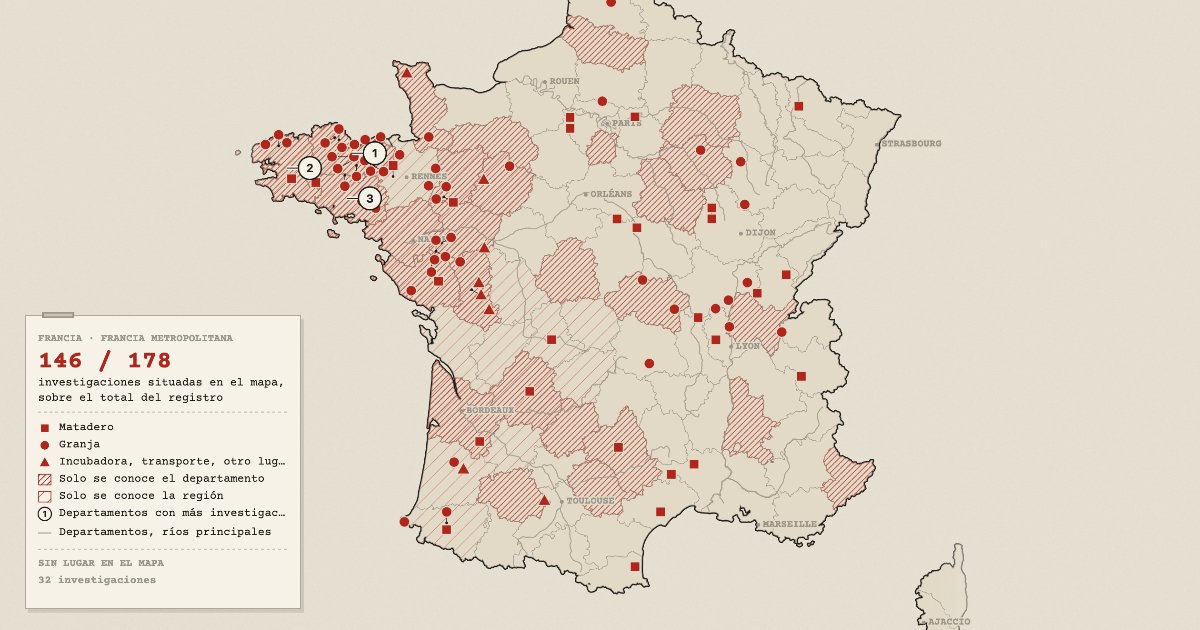 ROUEN
PARIS
STRASBOURG
RENNES
ORLÉANS
DIJON
LYON
BORDEAUX
TOULOUSE
MARSEILLE
AJACCIO
1
2
3
FRANCIA · FRANCIA METROPOLITANA
146 / 178
investigaciones situadas en el mapa,
sobre el total del registro
Matadero
Granja
Incubadora, transporte, otro lug…
Solo se conoce el departamento
Solo se conoce la región
1 Departamentos con más investigac…
Departamentos, ríos principales
SIN LUGAR EN EL MAPA
32 investigaciones